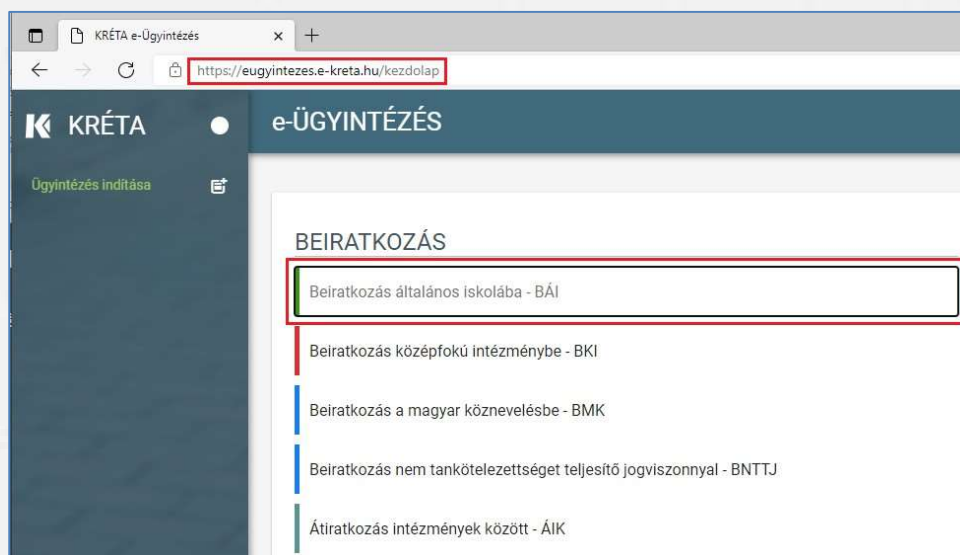 KRÉTA e-Ügyintézés
https://eugyintezes.e-kreta.hu/kezdolap
KRÉTA
e-ÜGYINTÉZÉS
Ügyintézés indítása
BEIRATKOZÁS
Beiratkozás általános iskolába - BÁI
Beiratkozás középfokú intézménybe - BKI
Beiratkozás a magyar köznevelésbe - BMK
Beiratkozás nem tankötelezettséget teljesítő jogviszonnyal - BNTTJ
Átiratkozás intézmények között - ÁIK